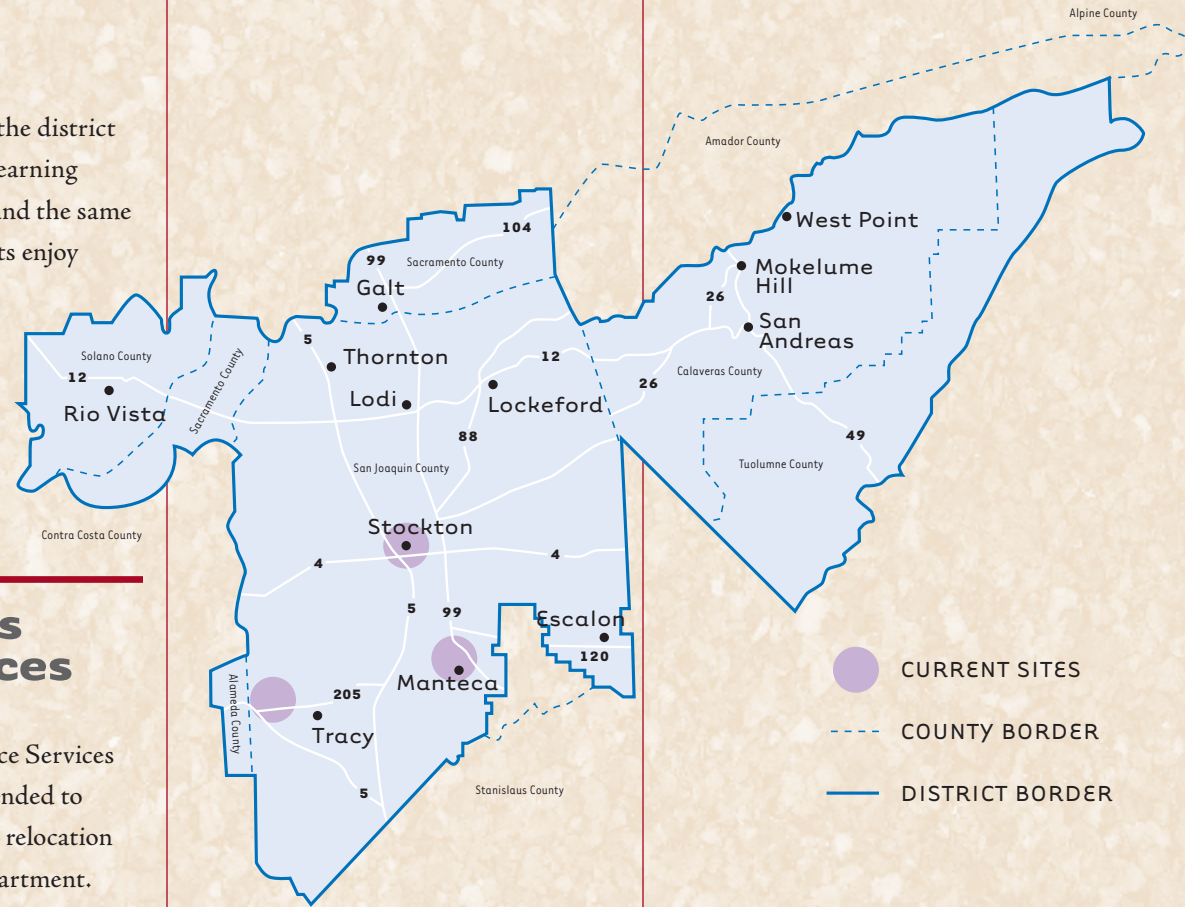 the district
earning
and the same
ts enjoy
s
ces
ce Services
nded to
relocation
artment.
Alpine County
Amador County
West Point
104
99
Sacramento County
Galt
Mokelume
Hill
26
San
Andreas
5
Thornton
12
Solano County
12
Rio Vista
Sacramento County
Lodi
Lockeford
26
Calaveras County
88
49
San Joaquin County
Tuolumne County
Stockton
Contra Costa County
4
4
5
99
Escalon
120
Manteca
Alameda County
205
Tracy
5
Stanislaus County
CURRENT SITES
COUNTY BORDER
DISTRICT BORDER